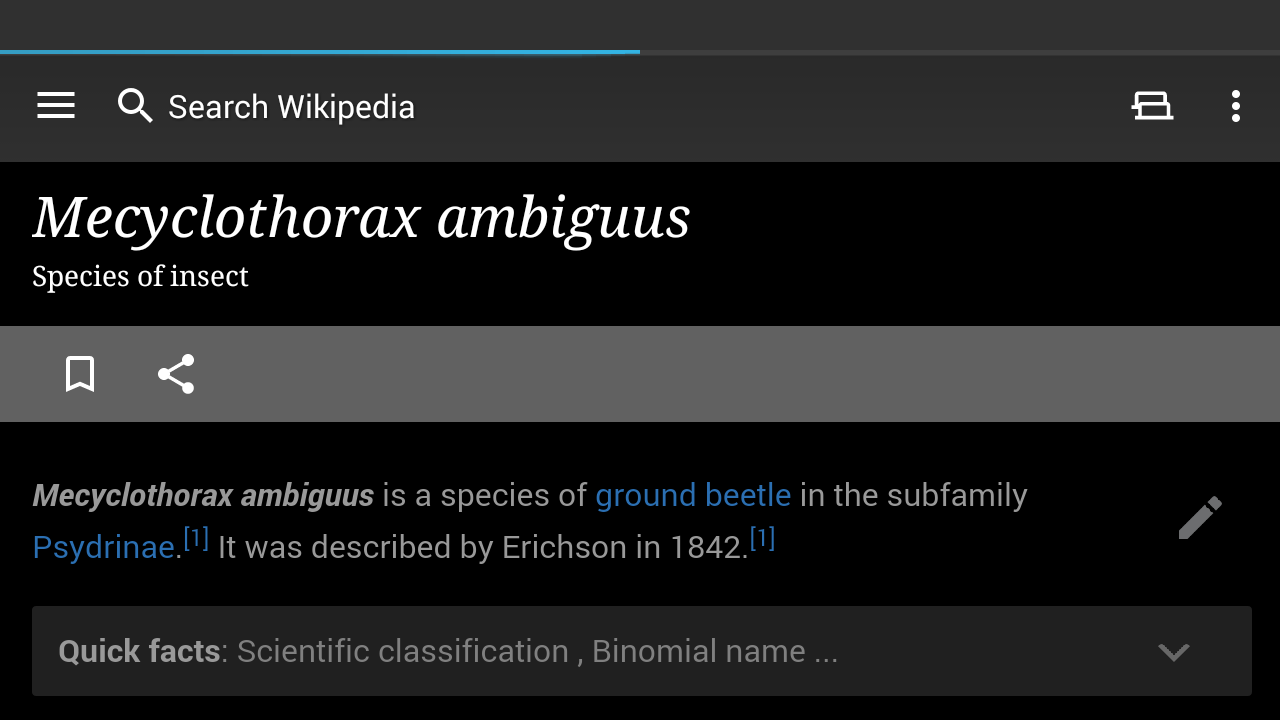 Search Wikipedia
Mecyclothorax ambiguus
Species of insect
Mecyclothorax ambiguus is a species of ground beetle in the subfamily
Psydrinae.[1] It was described by Erichson in 1842.[1]
Quick facts: Scientific classification , Binomial name ...